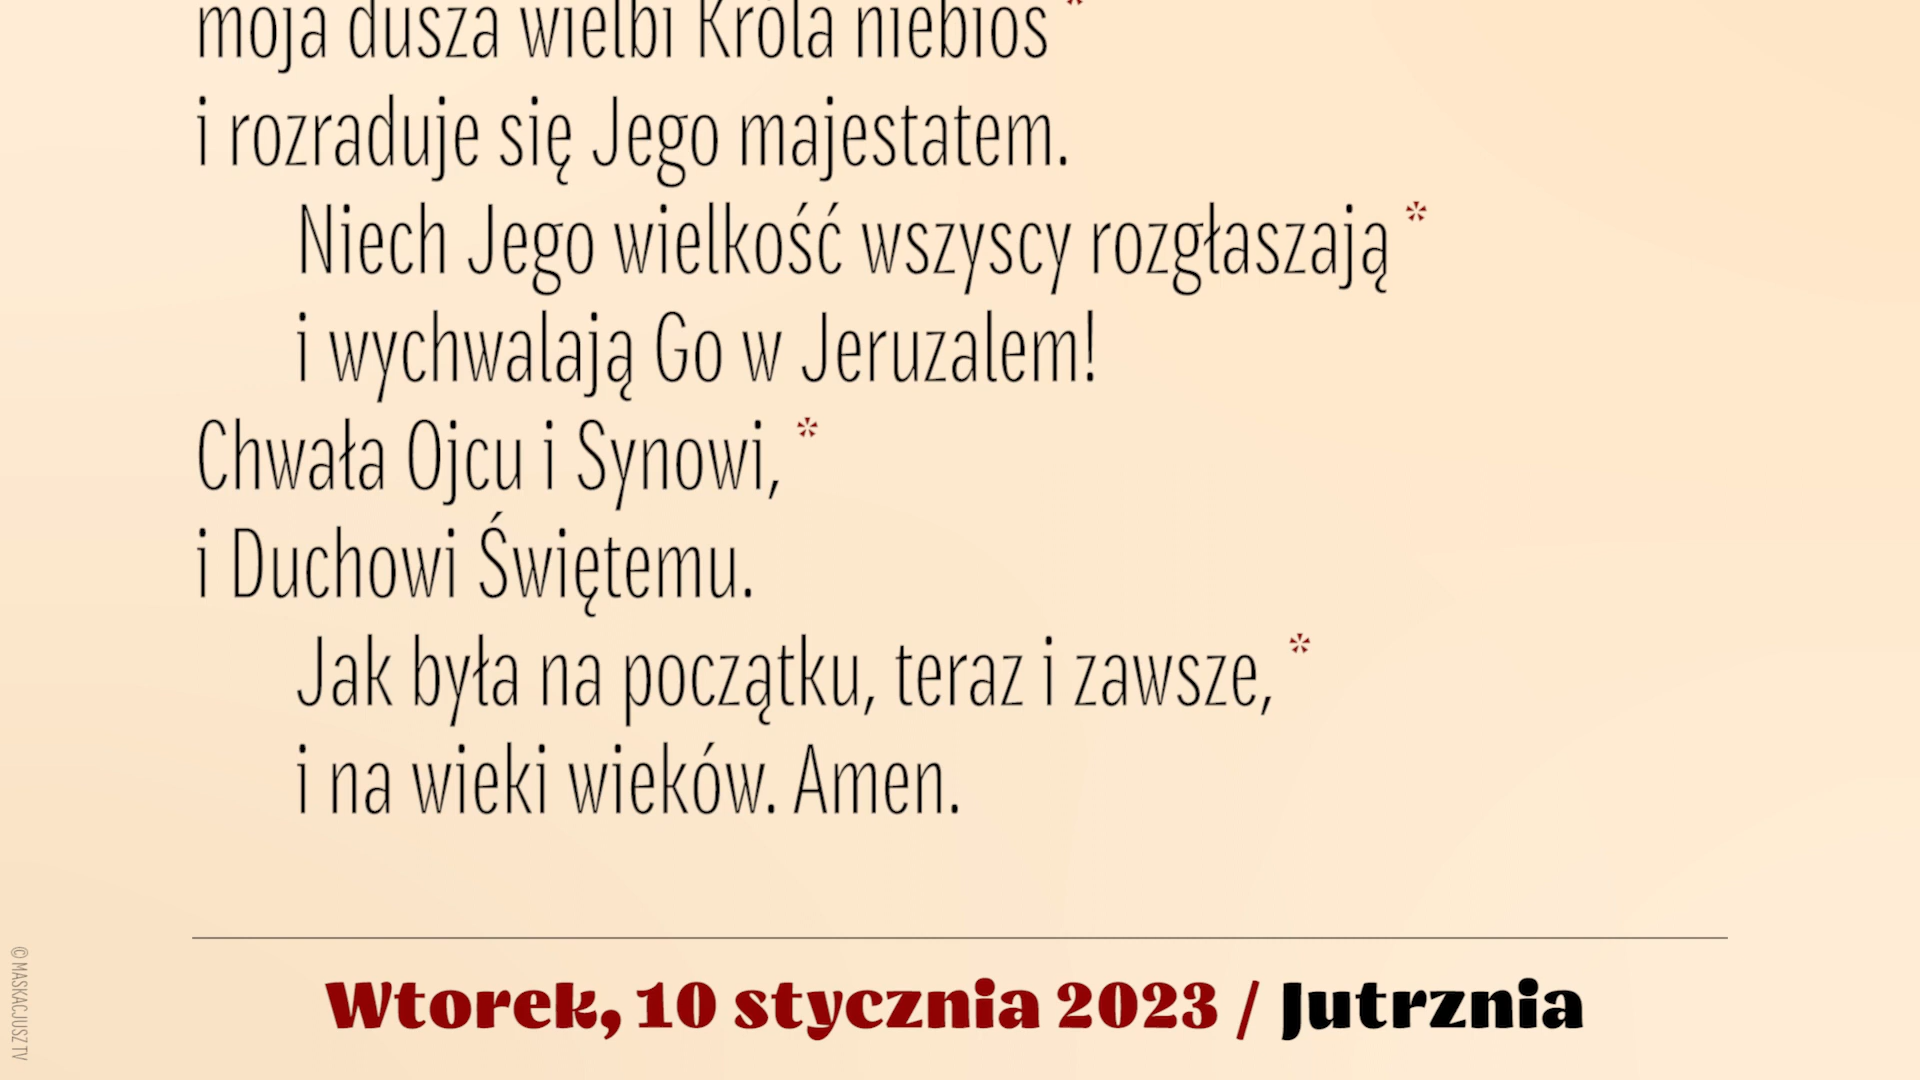 moja dusza wielbi Króla niebios *
i rozraduje się Jego majestatem.
Niech Jego wielkość wszyscy rozgłaszają *
i wychwalają Go w Jeruzalem!
Chwała Ojcu i Synowi, *
i Duchowi Świętemu.
Jak była na początku, teraz i zawsze, *
i na wieki wieków. Amen.
Wtorek, 10 stycznia 2023 / Jutrznia
© MASKACJUSZ TV